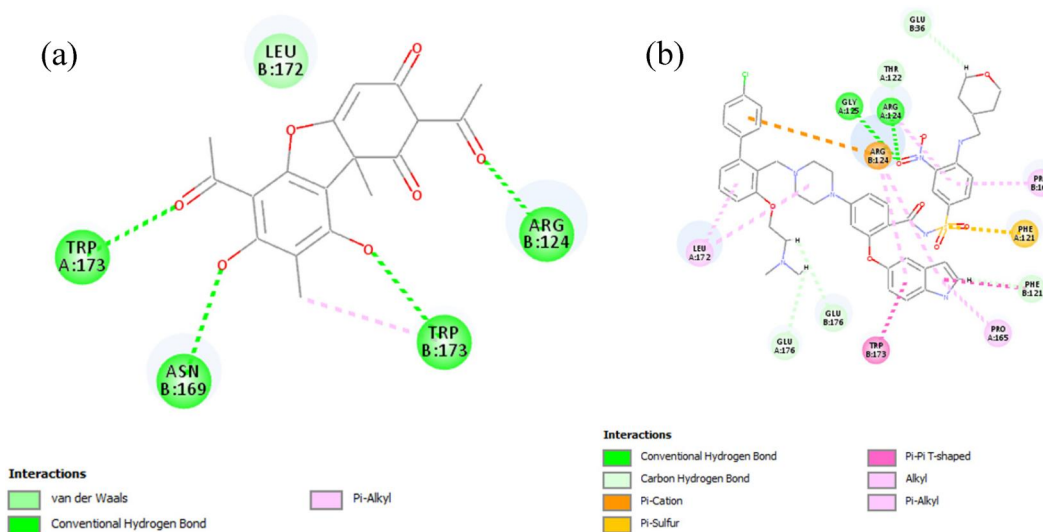 (a)
LEU
B:172
TRP
A:173
ASN
B:169
ARG
B:124
TRP
B:173
O
O
O
O
O
O
O
Interactions
van der Waals
Conventional Hydrogen Bond
Pi-Alkyl
(b)
GLU
B:36
THR
A:122
GLY
A:125
ARG
A:124
ARG
B:124
PHE
A:121
PHE
B:121
PRO
A:165
TRP
B:173
GLU
B:176
GLU
A:176
LEU
A:172
Interactions
Conventional Hydrogen Bond
Carbon Hydrogen Bond
Pi-Cation
Pi-Sulfur
Pi-Pi T-shaped
Alkyl
Pi-Alkyl